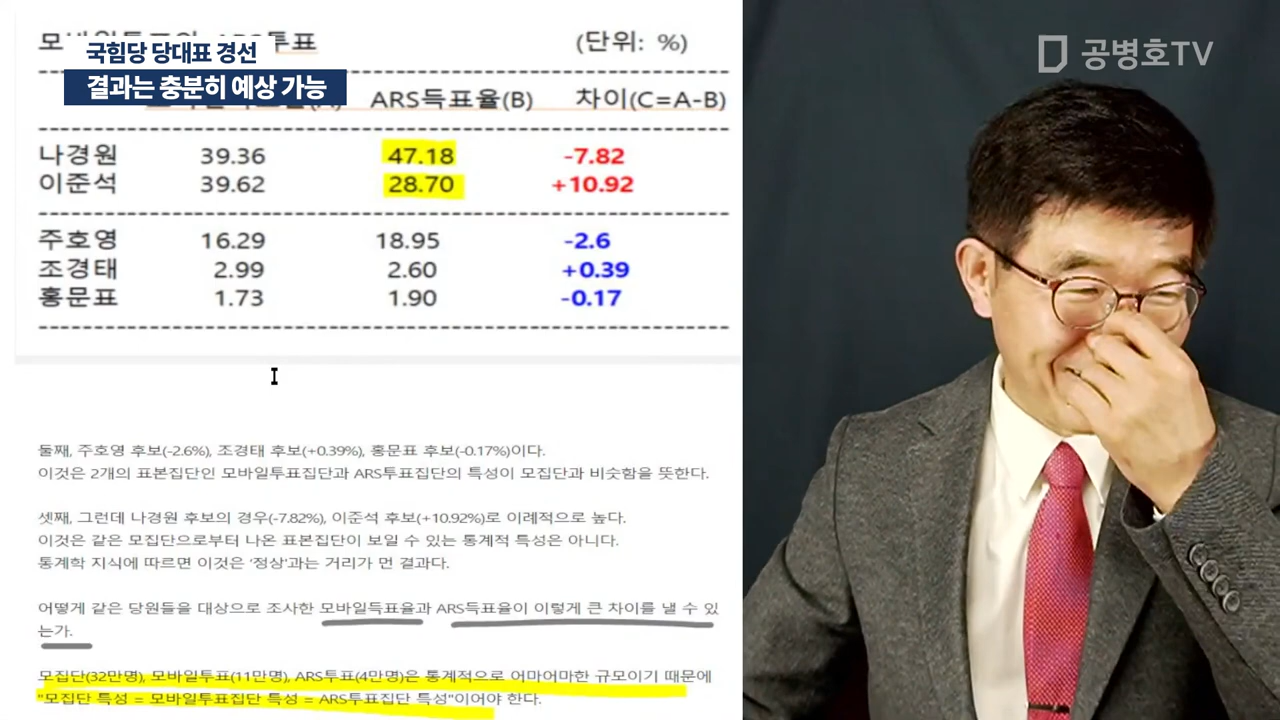 국힘당 당대표 경선
결과는 충분히 예상 가능
투표
(단위: %)
공병호TV
ARS득표율(B) 차이(C=A-B)
나경원 39.36 47.18 -7.82
이준석 39.62 28.70 +10.92
주호영 16.29 18.95 -2.6
조경태 2.99 2.60 +0.39
홍문표 1.73 1.90 -0.17
둘째, 주호영 후보(-2.6%), 조경태 후보(+0.39%), 홍문표 후보(-0.17%)이다.
이것은 2개의 표본집단인 모바일투표집단과 ARS투표집단의 특성이 모집단과 비슷함을 뜻한다.
셋째, 그런데 나경원 후보의 경우(-7.82%), 이준석 후보(+10.92%)로 이례적으로 높다.
이것은 같은 모집단으로부터 나온 표본집단이 보일 수 있는 통계적 특성은 아니다.
통계학 지식에 따르면 이것은 '정상'과는 거리가 먼 결과다.
어떻게 같은 당원들을 대상으로 조사한 모바일득표율과 ARS득표율이 이렇게 큰 차이를 낼 수 있
는가.
모집단(32만명), 모바일투표(11만명), ARS투표(4만명)은 통계적으로 어마어마한 규모이기 때문에
"모집단 특성 = 모바일투표집단 특성 = ARS투표집단 특성"이어야 한다.